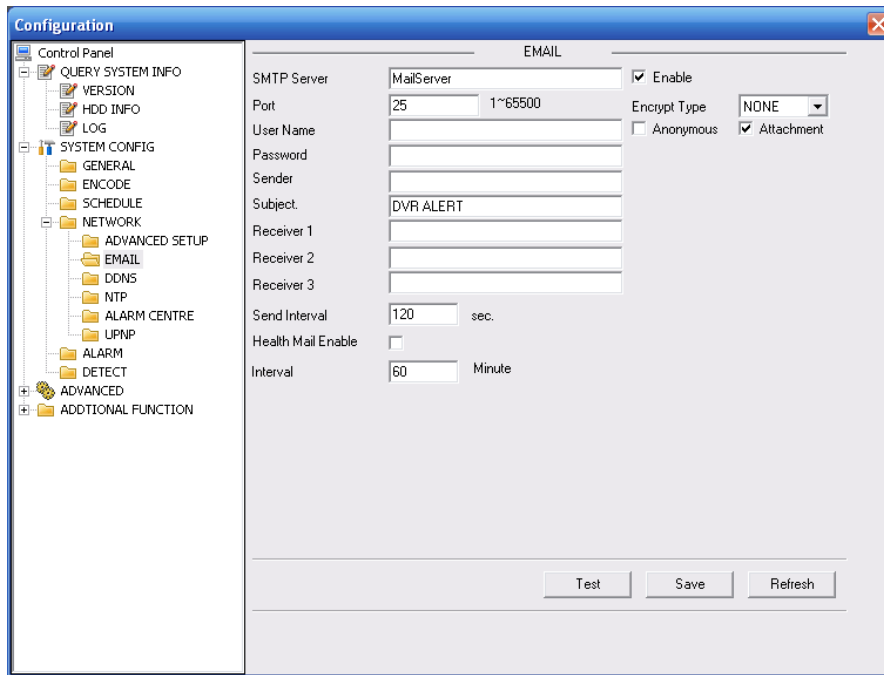 Configuration
Control Panel
QUERY SYSTEM INFO
VERSION
HDD INFO
LOG
SYSTEM CONFIG
GENERAL
ENCODE
SCHEDULE
NETWORK
ADVANCED SETUP
EMAIL
DDNS
NTP
ALARM CENTRE
UPNP
ALARM
DETECT
ADVANCED
ADDTIONAL FUNCTION
EMAIL
SMTP Server MailServer Enable
Port 25 1~65500 Encrypt Type NONE
User Name Anonymous Attachment
Password
Sender
Subject. DVR ALERT
Receiver 1
Receiver 2
Receiver 3
Send Interval 120 sec.
Health Mail Enable
Interval 60 Minute
Test Save Refresh